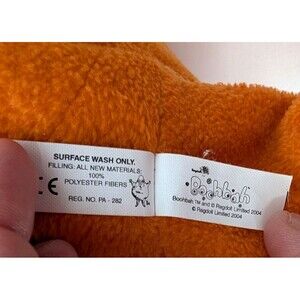 SURFACE WASH ONLY.
FILLING: ALL NEW MATERIALS
100%
POLYESTER FIBERS
CE
REG. NO. PA - 282
Boohbah
Boohbah ™ and © Ragdoll Limited 2004
© Ragdoll Limited 2004